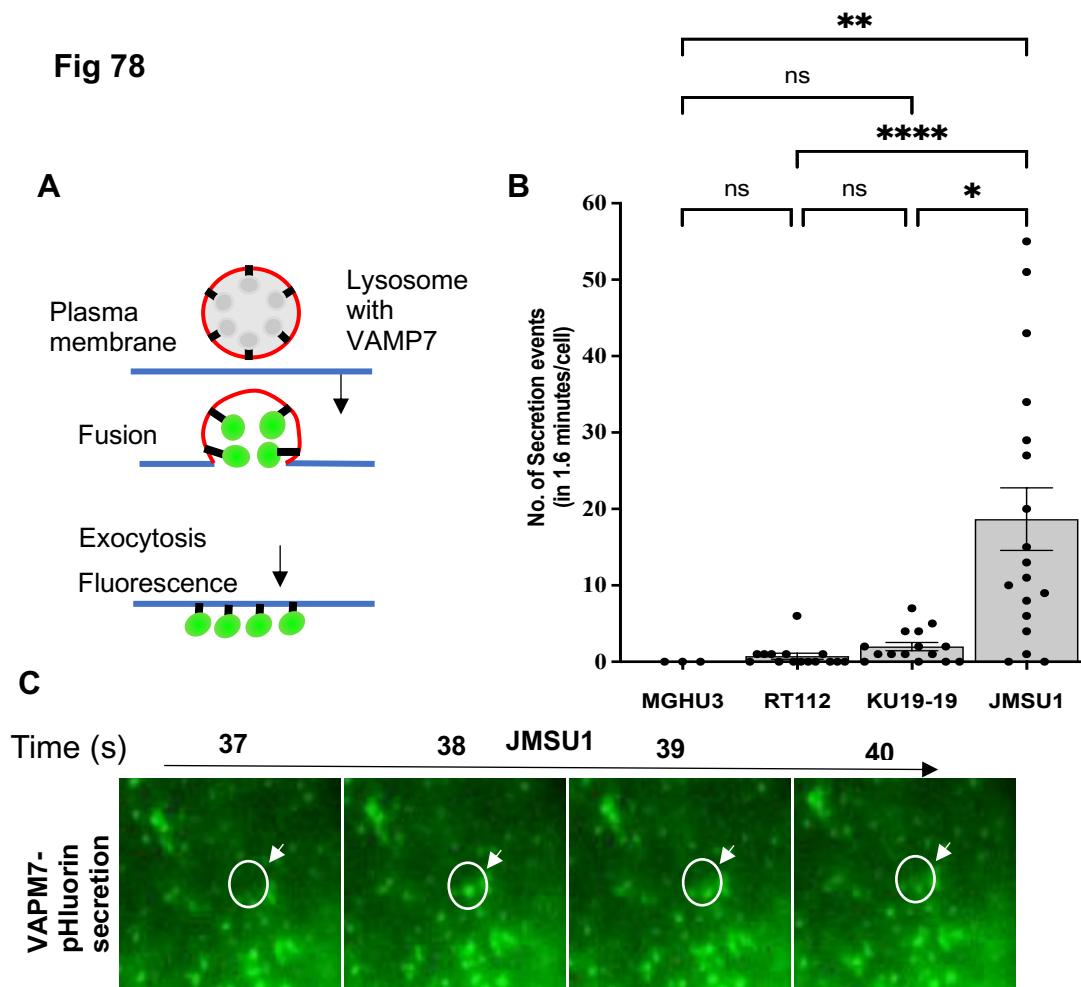 Fig 78
A
Plasma
membrane
Lysosome
with
VAMP7
Fusion
Exocytosis
Fluorescence
B
**
ns
****
ns
ns
*
No. of Secretion events
(in 1.6 minutes/cell)
60
50
40
30
20
10
0
MGHU3
RT112
KU19-19
JMSU1
C
Time (s)
37
38
JMSU1
39
40
VAPM7-
pHluorin
secretion